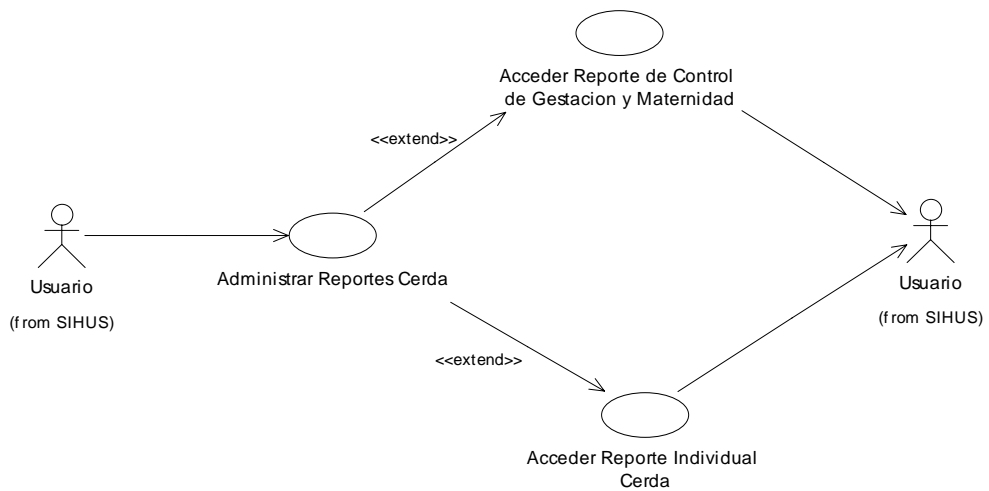 Acceder Reporte de Control
de Gestacion y Maternidad
<<extend>>
Usuario
(from SIHUS)
Administrar Reportes Cerda
Usuario
(from SIHUS)
<<extend>>
Acceder Reporte Individual
Cerda